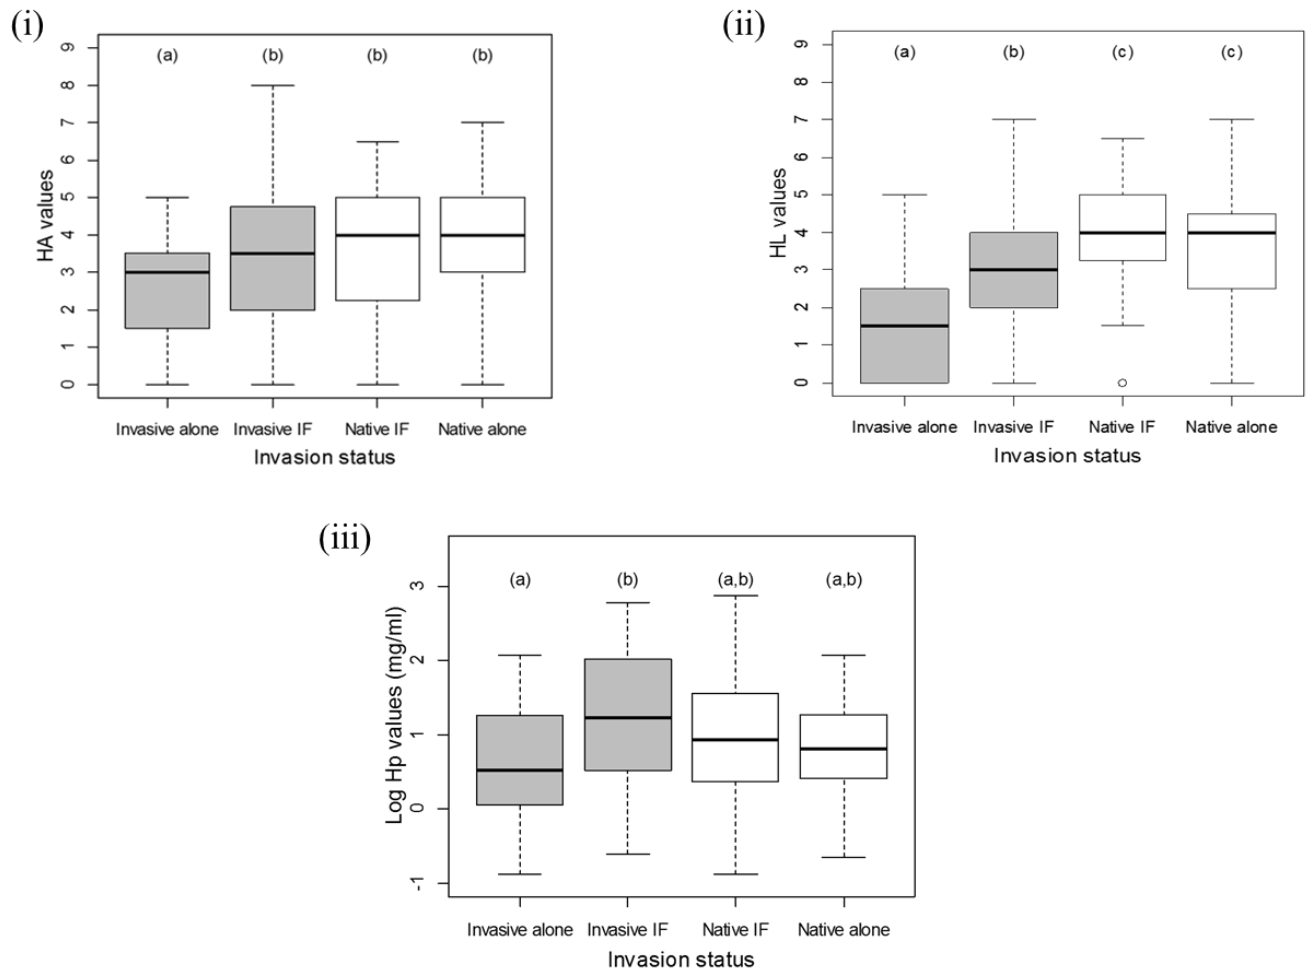 (i)
(a) (b) (b) (b)
9
8
7
6
5
4
3
2
1
0
HA values
Invasive alone Invasive IF Native IF Native alone
Invasion status
(ii)
(a) (b) (c) (c)
9
8
7
6
5
4
3
2
1
0
HL values
Invasive alone Invasive IF Native IF Native alone
Invasion status
(iii)
(a) (b) (a,b) (a,b)
3
2
1
0
-1
Log Hp values (mg/ml)
Invasive alone Invasive IF Native IF Native alone
Invasion status